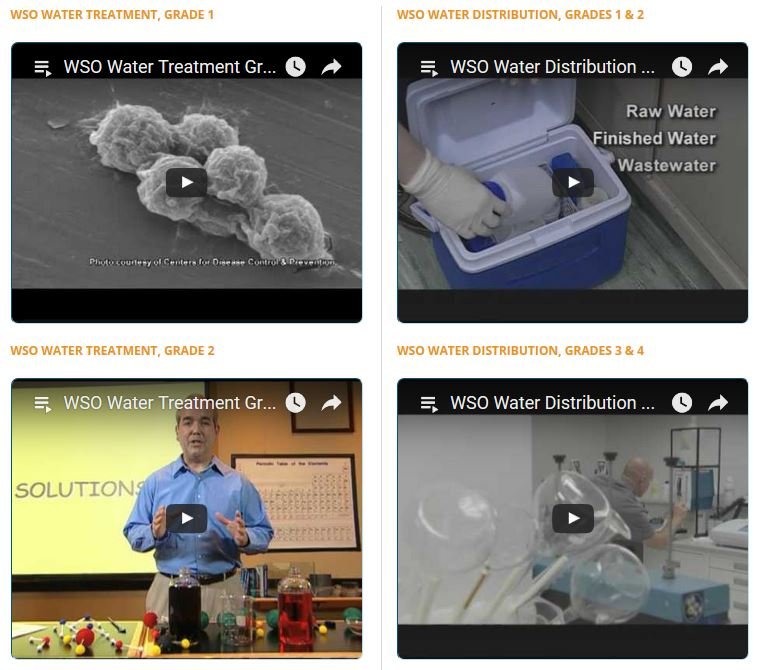 WSO WATER TREATMENT, GRADE 1
WSO Water Treatment Gr...
Photo courtesy of Centers for Disease Control & Prevention.
WSO WATER DISTRIBUTION, GRADES 1 & 2
WSO Water Distribution ...
Raw Water
Finished Water
Wastewater
WSO WATER TREATMENT, GRADE 2
WSO Water Treatment Gr...
SOLUTIONS
Periodic Table of the Elements
WSO WATER DISTRIBUTION, GRADES 3 & 4
WSO Water Distribution ...